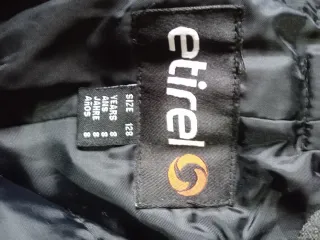 etirel
SIZE 128
YEARS 8
ANS 8
JAHRE 8
AÑOS 8